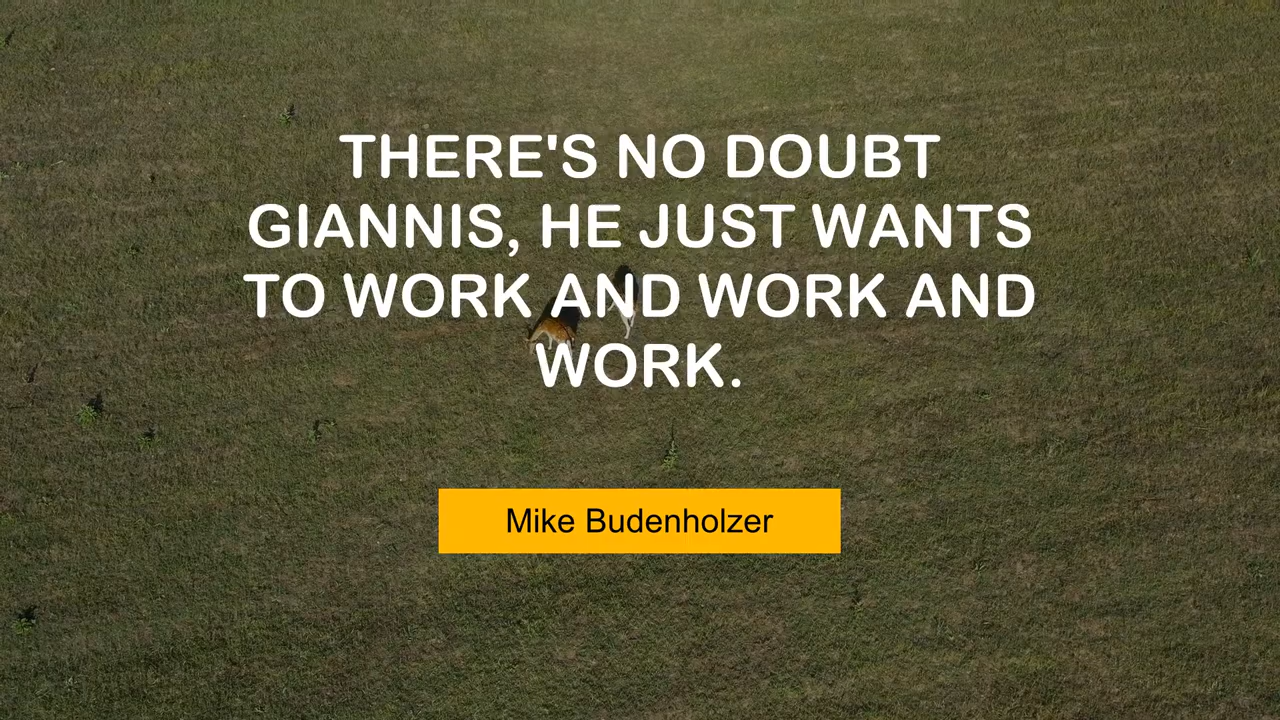 THERE'S NO DOUBT
GIANNIS, HE JUST WANTS
TO WORK AND WORK AND
WORK.
Mike Budenholzer